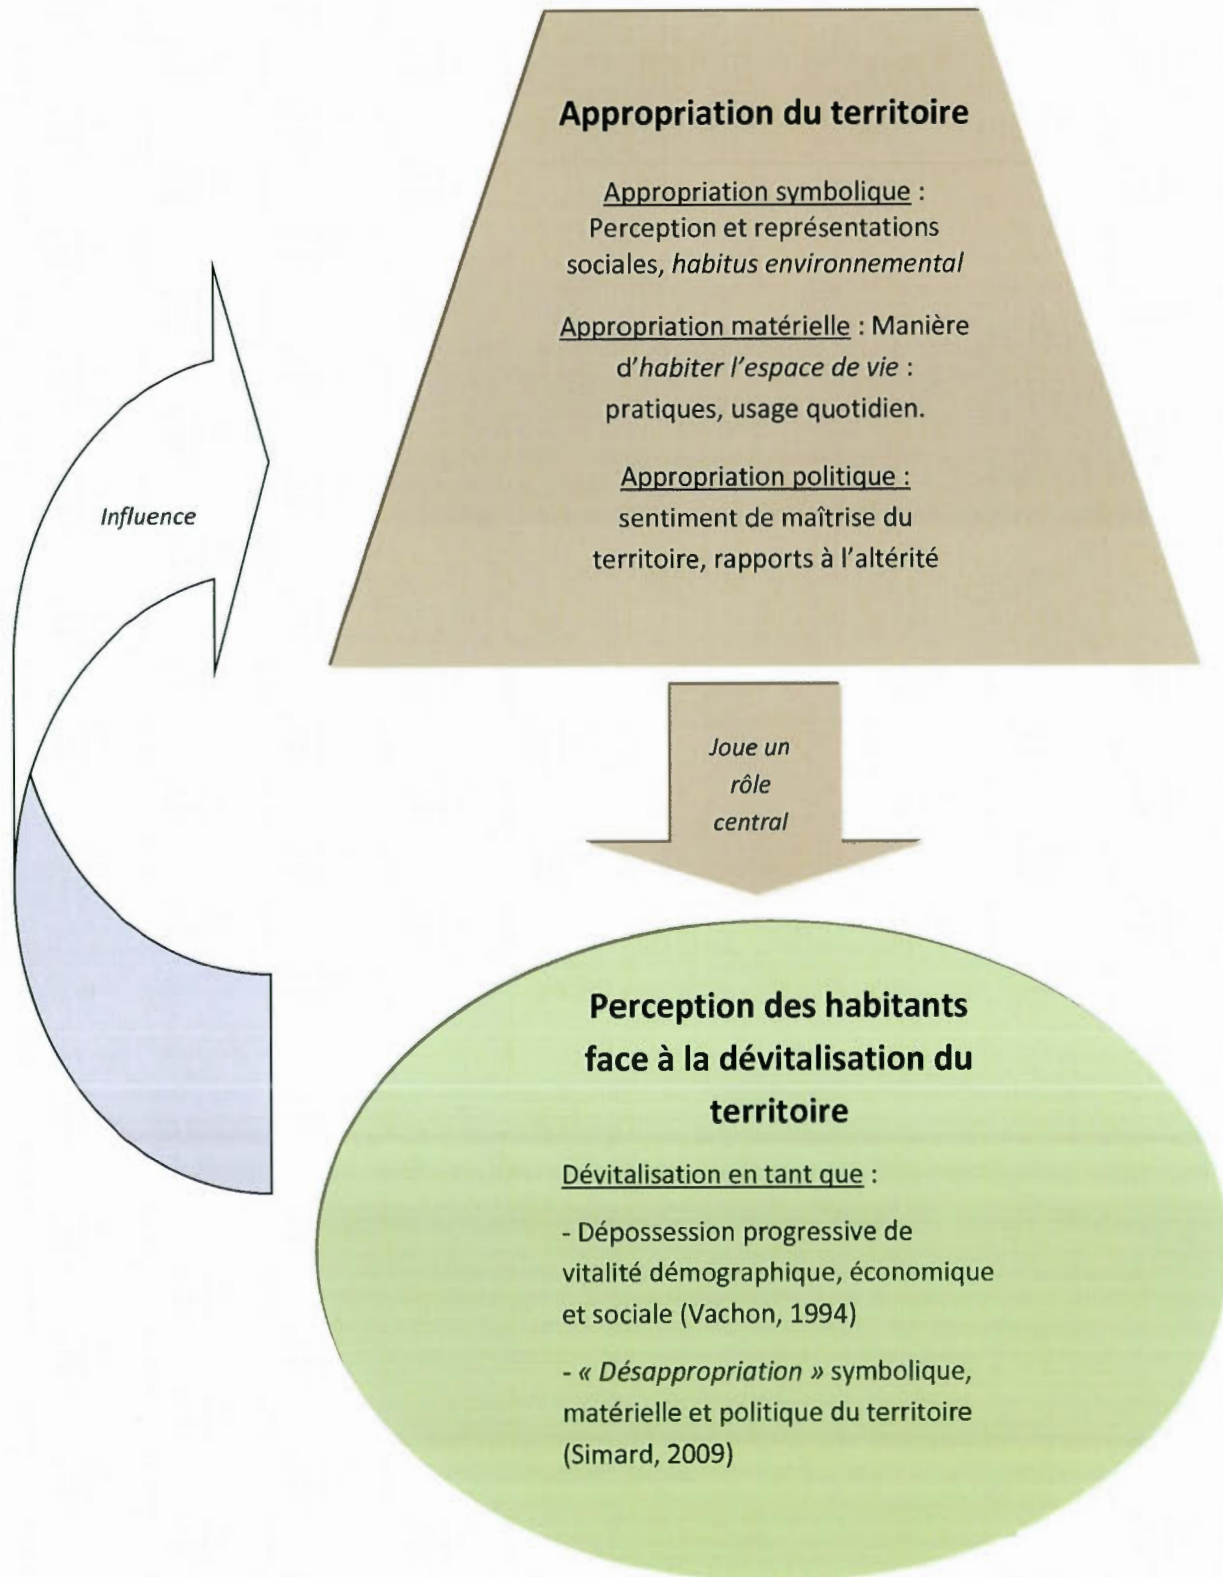 Appropriation du territoire
Appropriation symbolique :
Perception et représentations
sociales, habitus environnemental
Appropriation matérielle : Manière
d'habiter l'espace de vie :
pratiques, usage quotidien.
Appropriation politique :
sentiment de maîtrise du
territoire, rapports à l'altérité
Influence
Joue un
rôle
central
Perception des habitants
face à la dévitalisation du
territoire
Dévitalisation en tant que :
- Dépossession progressive de
vitalité démographique, économique
et sociale (Vachon, 1994)
- « Désappropriation » symbolique,
matérielle et politique du territoire
(Simard, 2009)